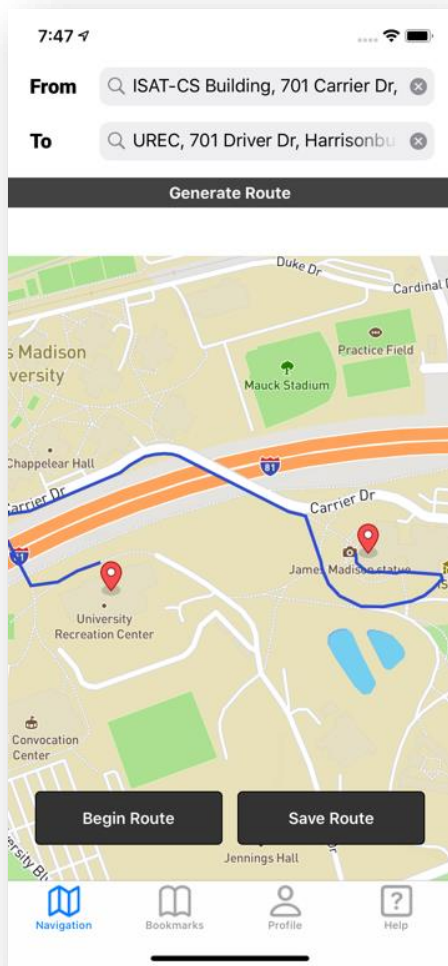 7:47
From
ISAT-CS Building, 701 Carrier Dr,
To
UREC, 701 Driver Dr, Harrisonbu
Generate Route
Duke Dr
Cardinal D
s Madison
versity
Practice Field
Mauck Stadium
Chappelear Hall
81
Carrier Dr
Carrier Dr
James Madison statue
University
Recreation Center
Convocation
Center
Begin Route
Save Route
Jennings Hall
Navigation
Bookmarks
Profile
Help